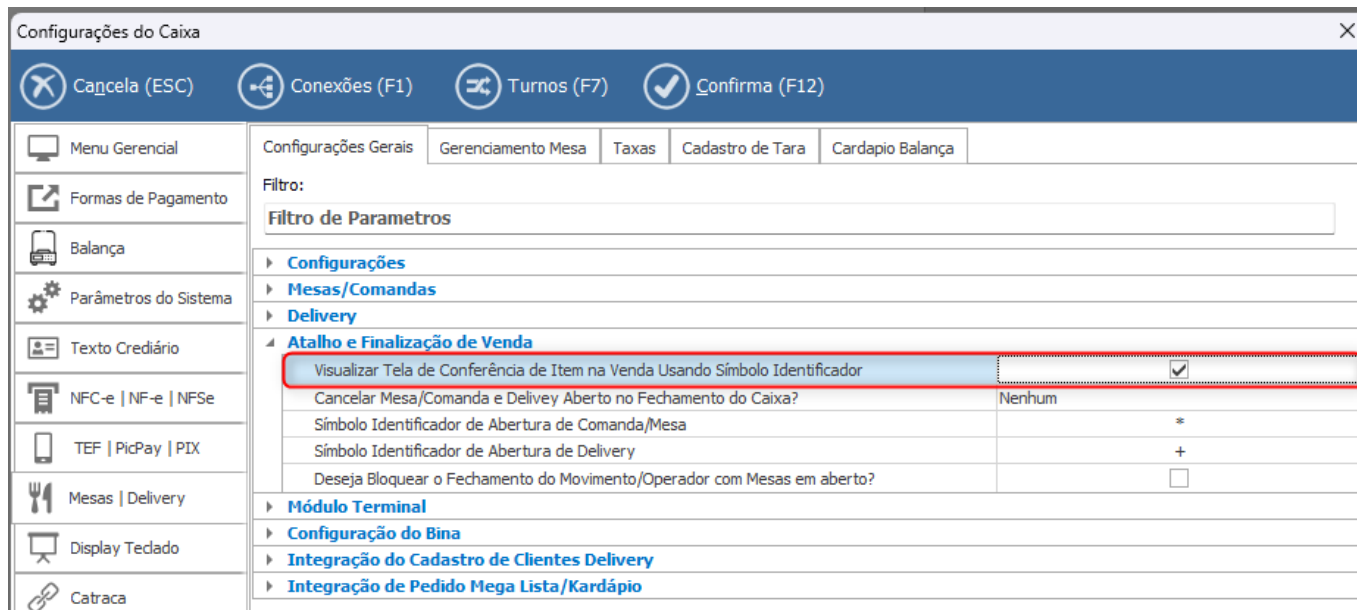 Configurações do Caixa
Cancela (ESC)
Conexões (F1)
Turnos (F7)
Confirma (F12)
Menu Gerencial
Formas de Pagamento
Balança
Parâmetros do Sistema
Texto Crediário
NFC-e | NF-e | NFSe
TEF | PicPay | PIX
Mesas | Delivery
Display Teclado
Catraca
Configurações Gerais
Gerenciamento Mesa
Taxas
Cadastro de Tara
Cardapio Balança
Filtro:
Filtro de Parametros
Configurações
Mesas/Comandas
Delivery
Atalho e Finalização de Venda
Visualizar Tela de Conferência de Item na Venda Usando Símbolo Identificador
Cancelar Mesa/Comanda e Delivey Aberto no Fechamento do Caixa? Nenhum
Símbolo Identificador de Abertura de Comanda/Mesa *
Símbolo Identificador de Abertura de Delivery +
Deseja Bloquear o Fechamento do Movimento/Operador com Mesas em aberto?
Módulo Terminal
Configuração do Bina
Integração do Cadastro de Clientes Delivery
Integração de Pedido Mega Lista/Kardápio